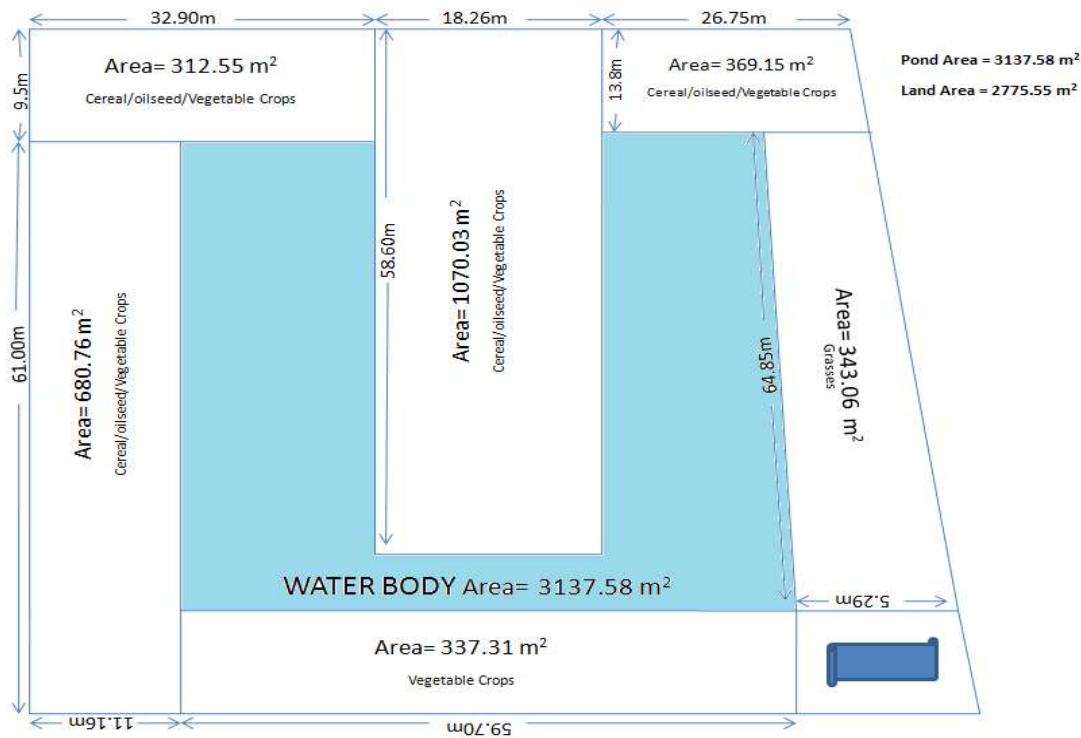 32.90m
18.26m
26.75m
9.5m
Area= 312.55 m²
Cereal/oilseed/Vegetable Crops
13.8m
Area= 369.15 m²
Cereal/oilseed/Vegetable Crops
Pond Area = 3137.58 m²
Land Area = 2775.55 m²
61.00m
Area= 680.76 m²
Cereal/oilseed/Vegetable Crops
58.60m
Area= 1070.03 m²
Cereal/oilseed/Vegetable Crops
64.85m
Area= 343.06 m²
Grasses
WATER BODY Area= 3137.58 m²
5.29m
Area= 337.31 m²
Vegetable Crops
11.16m
59.70m